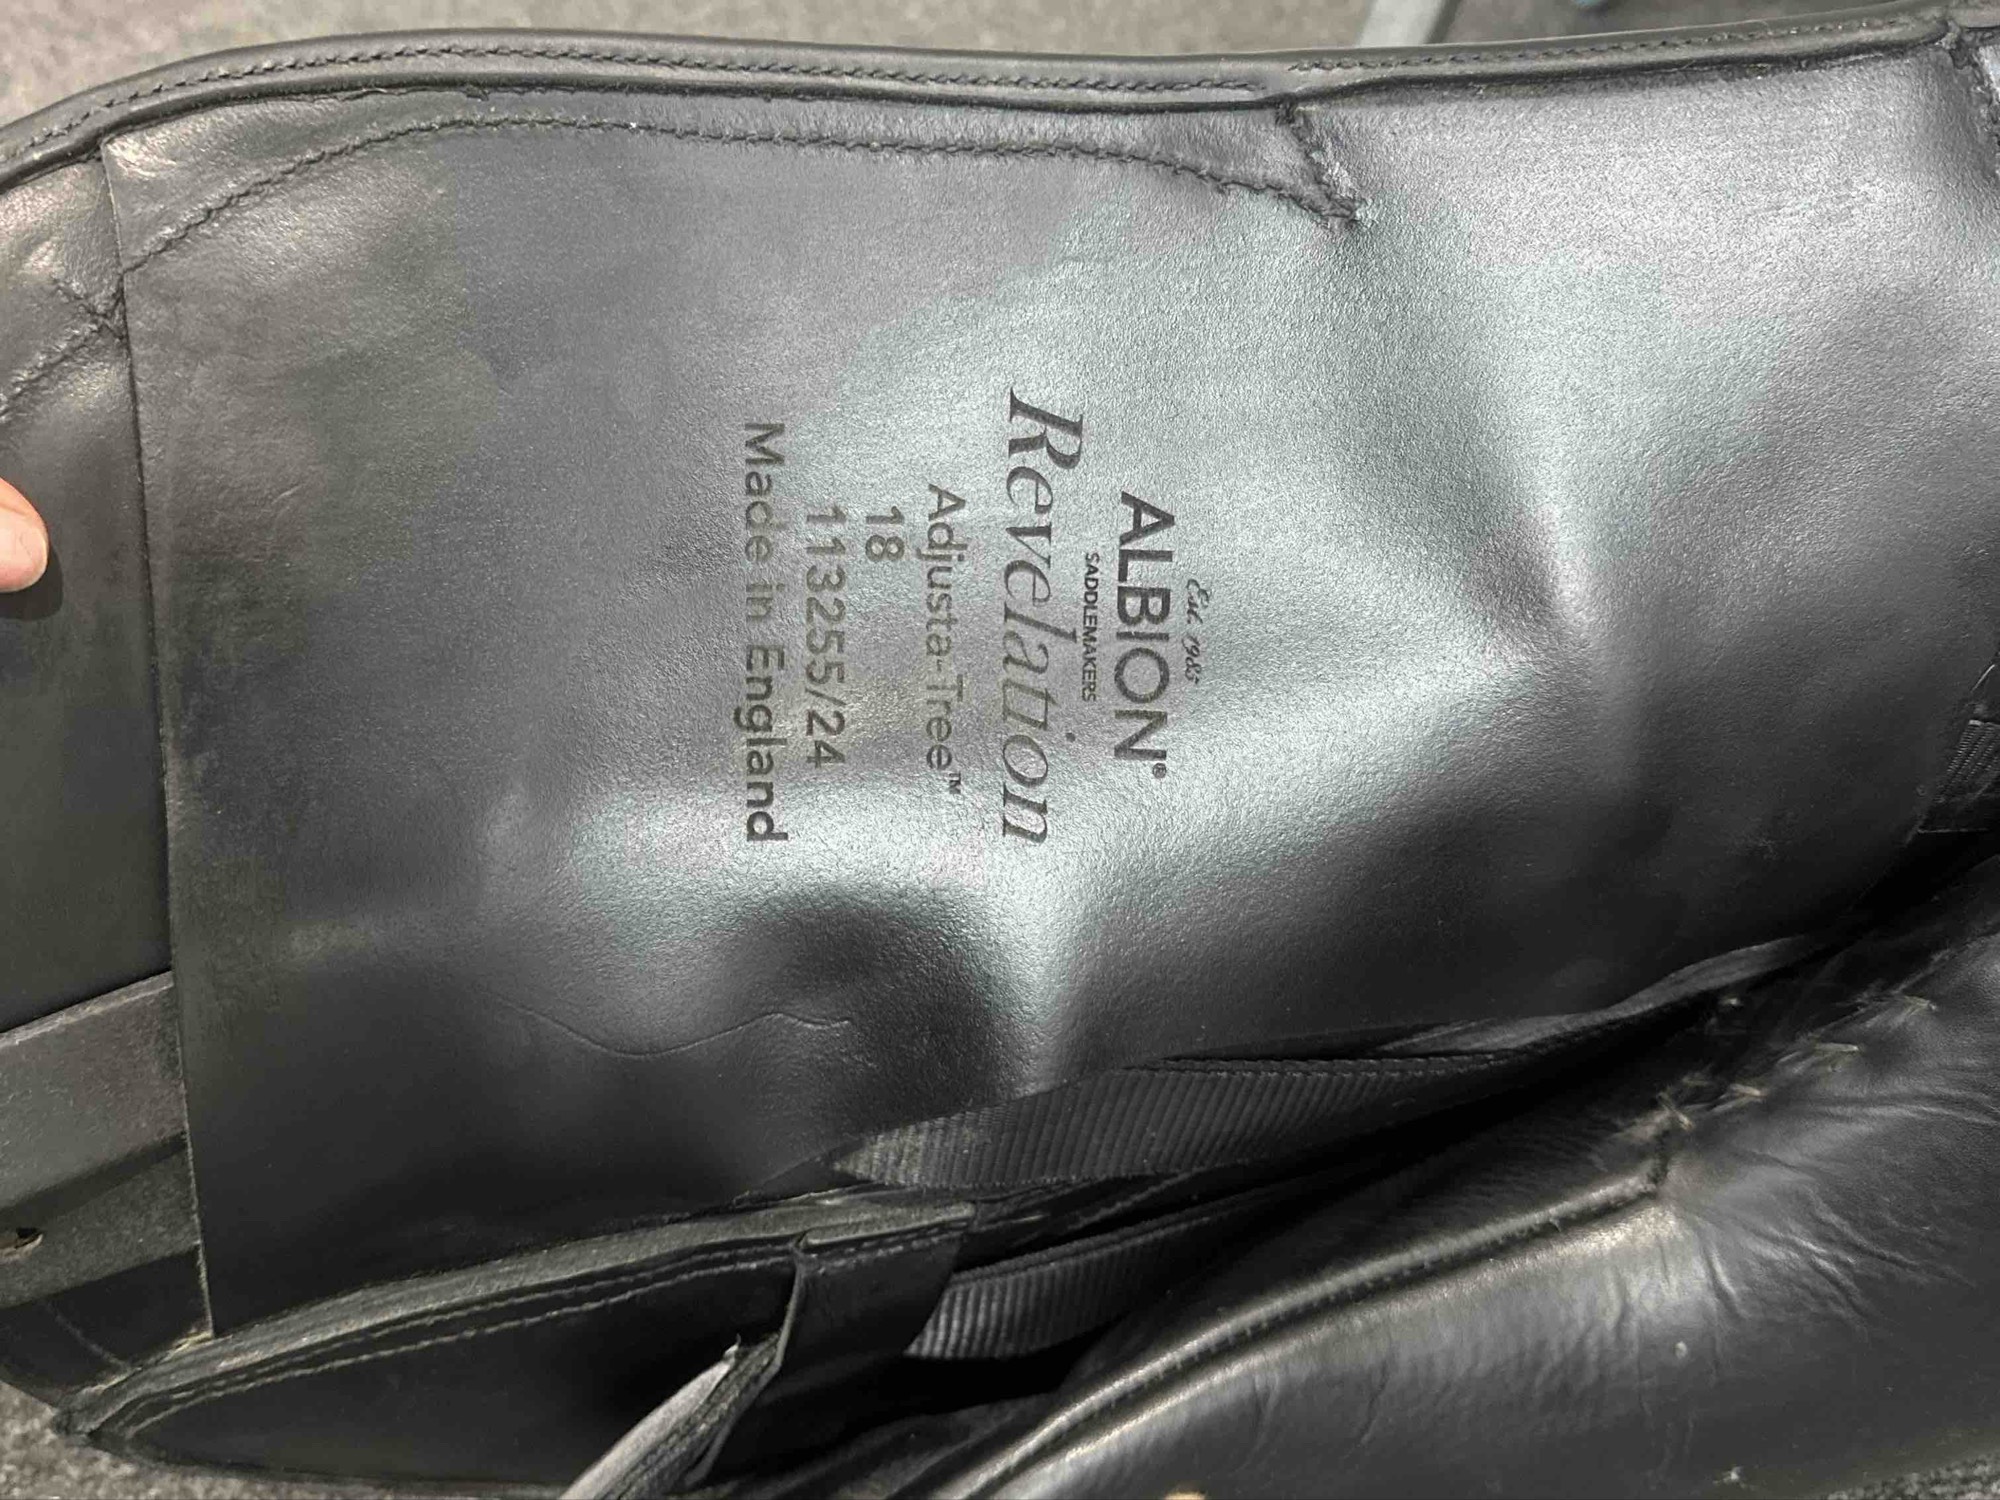 Est. 1985
ALBION®
SADDLEMAKERS
Revelation
Adjusta-Tree™
18
113255/24
Made in England